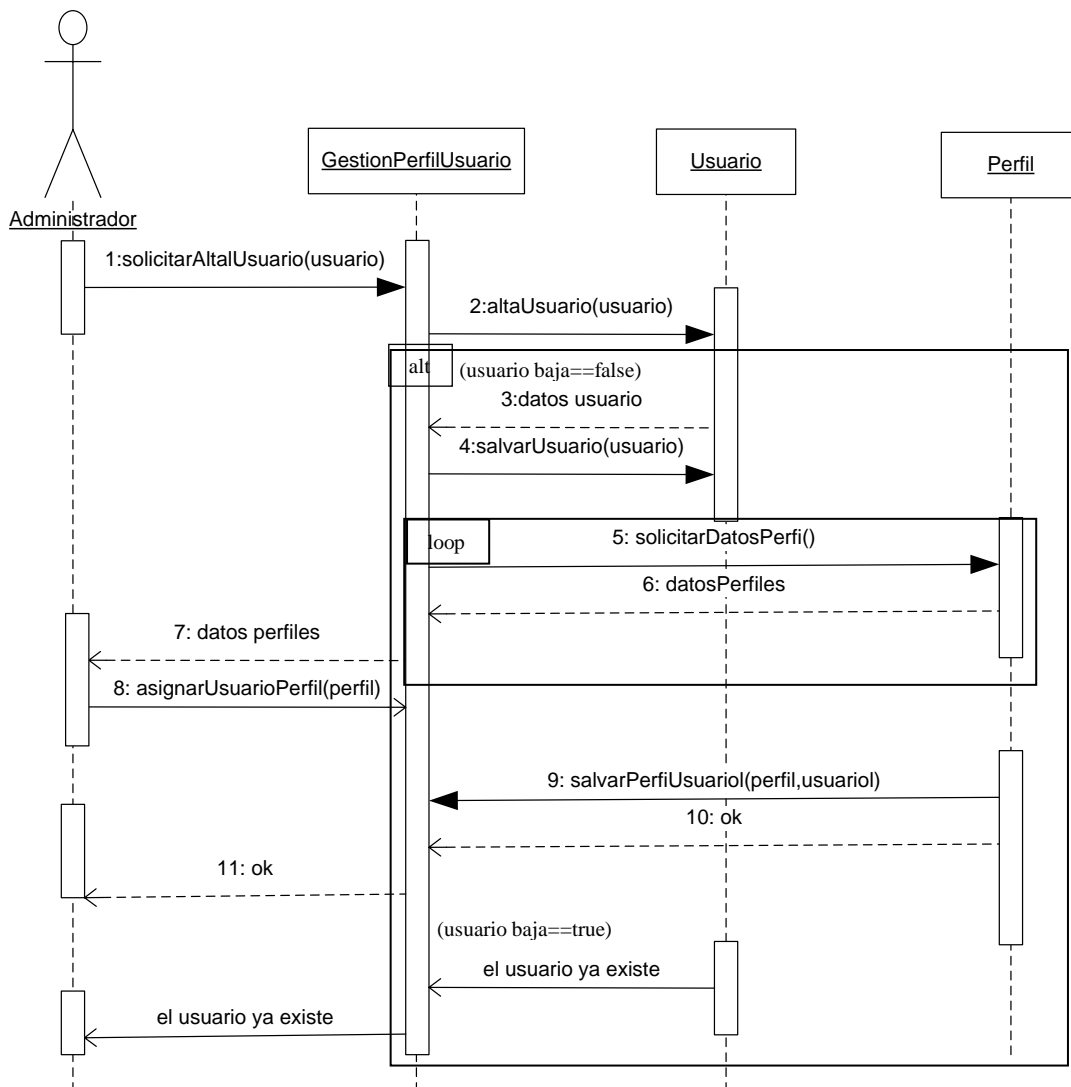 GestionPerfilUsuario
Usuario
Perfil
Administrador
1:solicitarAltalUsuario(usuario)
2:altaUsuario(usuario)
alt
(usuario baja==false)
3:datos usuario
4:salvarUsuario(usuario)
loop
5: solicitarDatosPerfi()
6: datosPerfiles
7: datos perfiles
8: asignarUsuarioPerfil(perfil)
9: salvarPerfiUsuariol(perfil,usuariol)
10: ok
11: ok
(usuario baja==true)
el usuario ya existe
el usuario ya existe